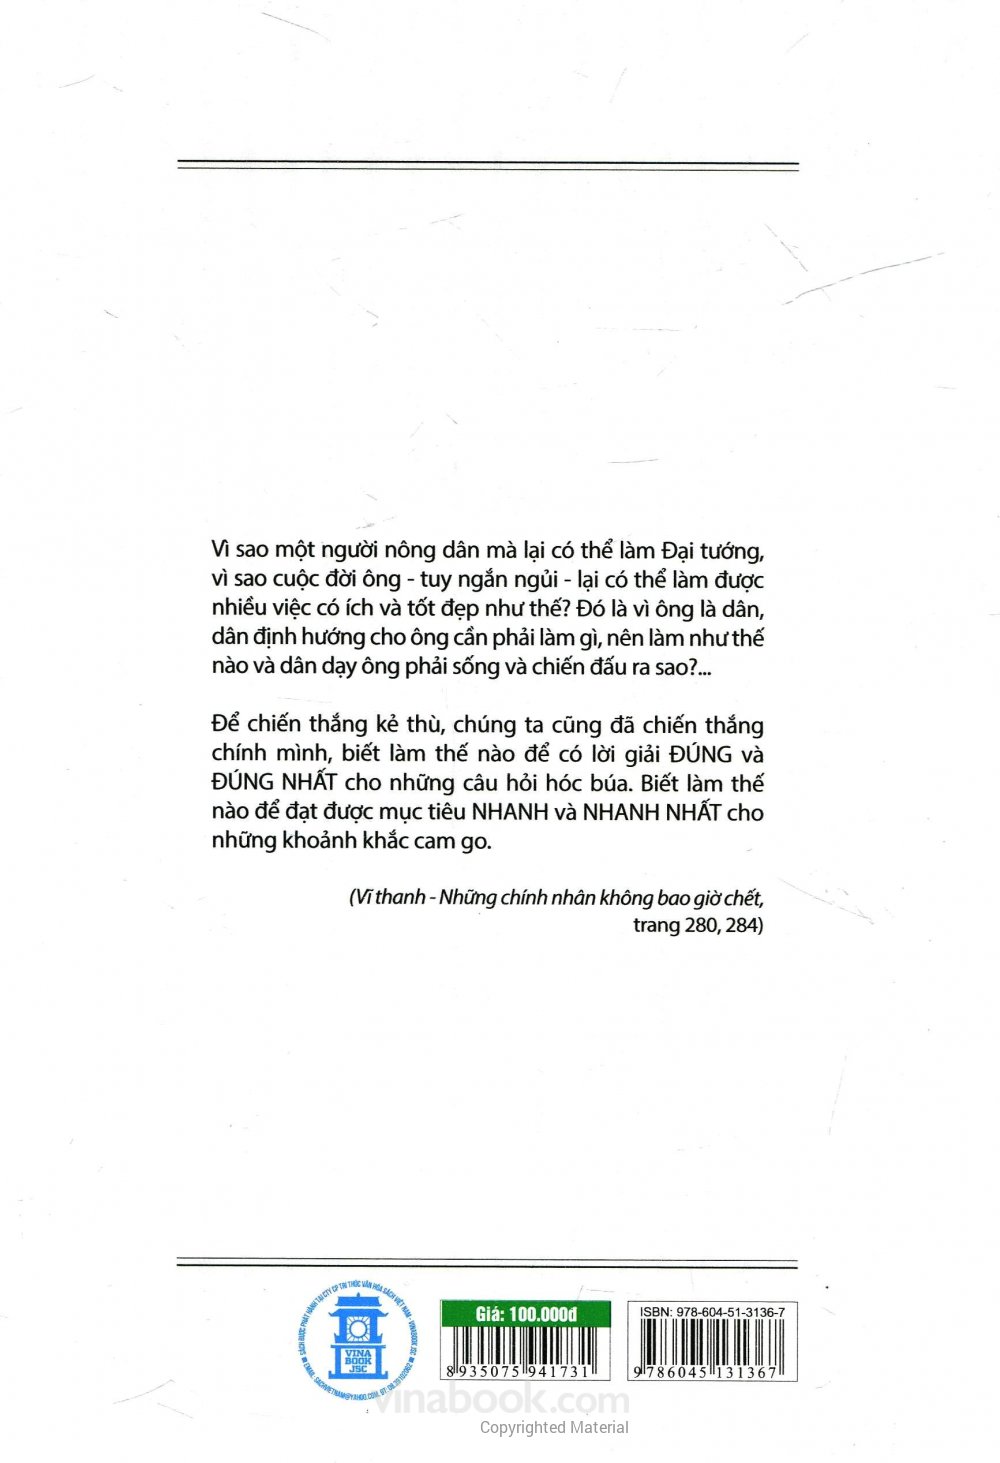 Vì sao một người nông dân mà lại có thể làm Đại tướng,
vì sao cuộc đời ông - tuy ngắn ngủi - lại có thể làm được
nhiều việc có ích và tốt đẹp như thế? Đó là vì ông là dân,
dân định hướng cho ông cần phải làm gì, nên làm như thế
nào và dân dạy ông phải sống và chiến đấu ra sao?...
Để chiến thắng kẻ thù, chúng ta cũng đã chiến thắng
chính mình, biết làm thế nào để có lời giải ĐÚNG và
ĐÚNG NHẤT cho những câu hỏi hóc búa. Biết làm thế
nào để đạt được mục tiêu NHANH và NHANH NHẤT cho
những khoảnh khắc cam go.
(Vĩ thanh - Những chính nhân không bao giờ chết,
trang 280, 284)
SÁCH ĐƯỢC PHÁT HÀNH TẠI CTY CP TRI THỨC VĂN HÓA SÁCH VIỆT NAM - VINABOOK JSC
VINA
BOOK
JSC
Giá: 100.000đ
8 935075 941731
ISBN: 978-604-51-3136-7
9 786045 131367
vinabook.com
Copyrighted Material